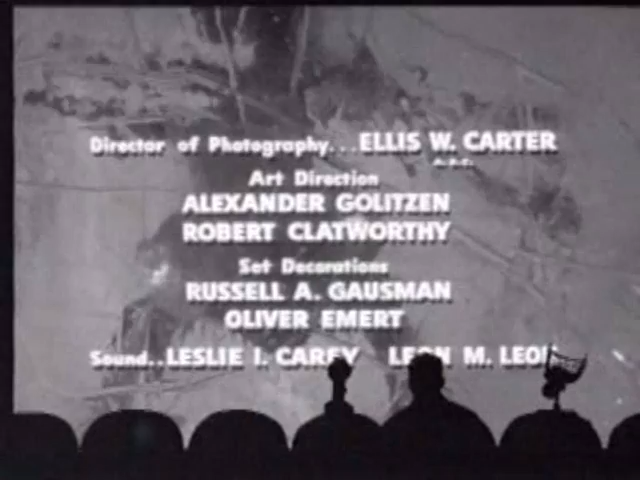 Director of Photography...ELLIS W. CARTER
A.S.C.
Art Direction
ALEXANDER GOLITZEN
ROBERT CLATWORTHY
Set Decorations
RUSSELL A. GAUSMAN
OLIVER EMERT
Sound..LESLIE I. CAREY LEON M. LEON